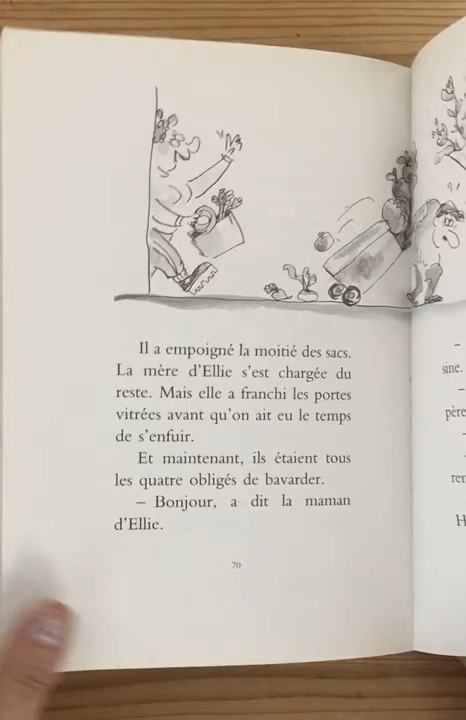 Il a empoigné la moitié des sacs.
La mère d'Ellie s'est chargée du
reste. Mais elle a franchi les portes
vitrées avant qu'on ait eu le temps
de s'enfuir.
Et maintenant, ils étaient tous
les quatre obligés de bavarder.
– Bonjour, a dit la maman
d'Ellie.
70
–
sine.
–
père
–
H